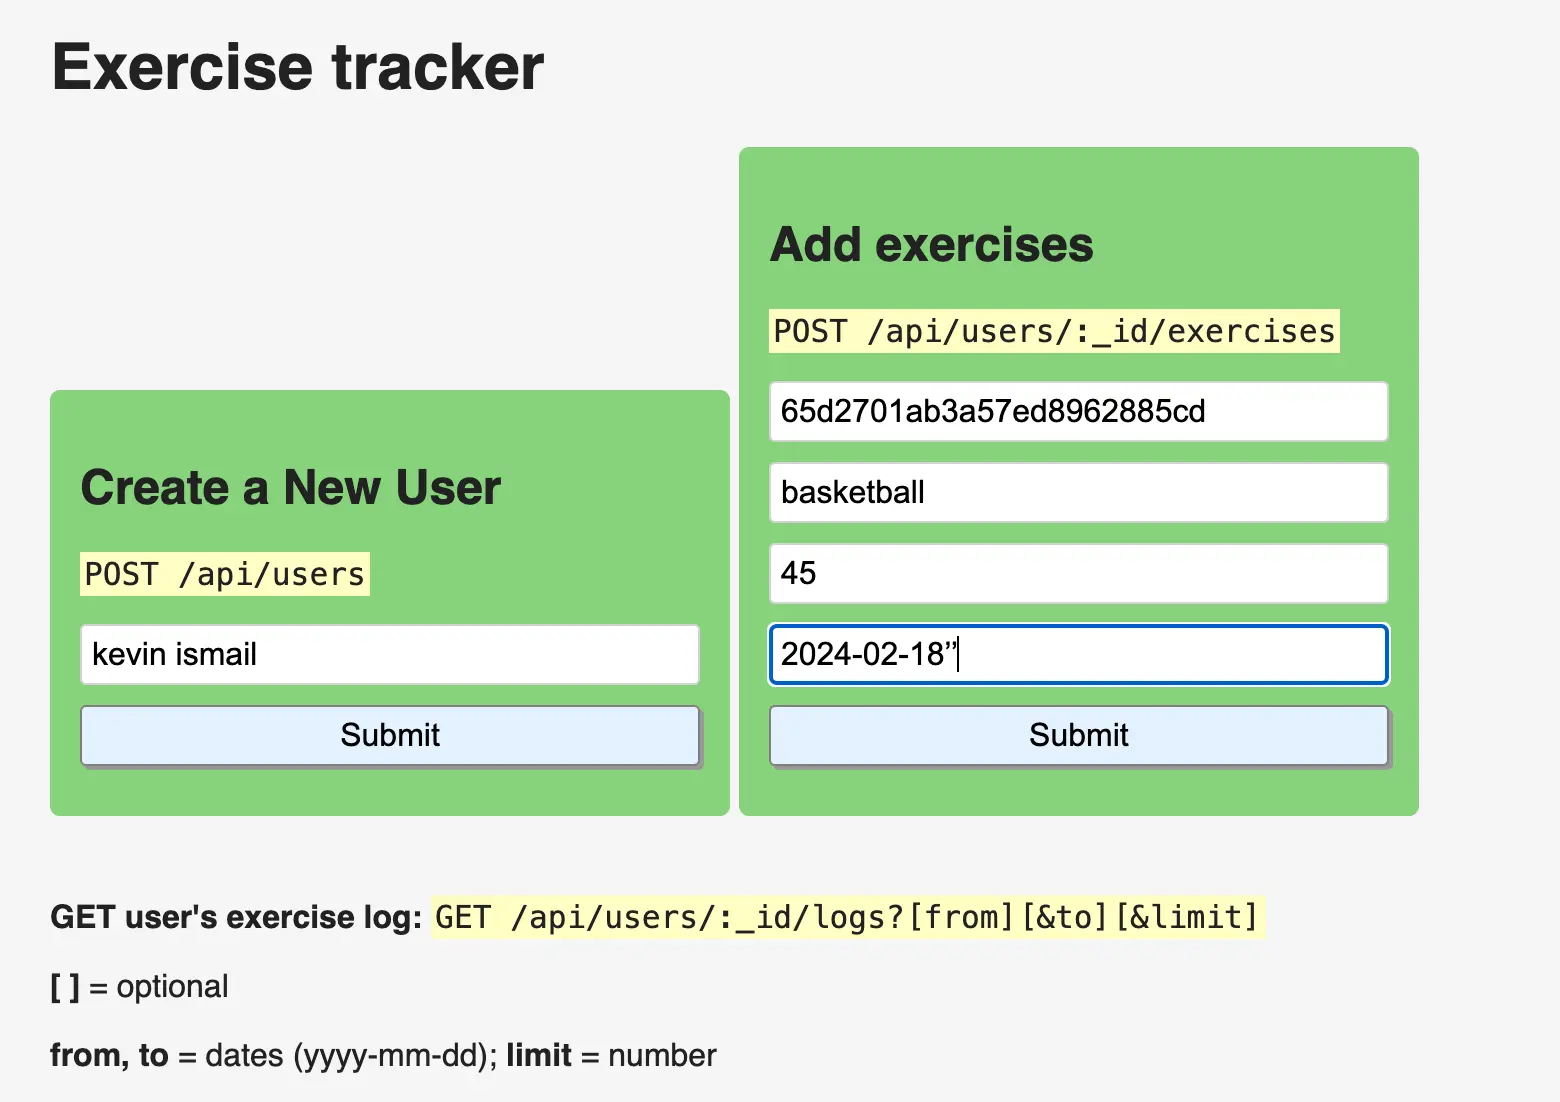 Exercise tracker
Create a New User
POST /api/users
kevin ismail
Submit
Add exercises
POST /api/users/:_id/exercises
65d2701ab3a57ed8962885cd
basketball
45
2024-02-18”
Submit
GET user's exercise log: GET /api/users/:_id/logs?[from][&to][&limit]
[ ] = optional
from, to = dates (yyyy-mm-dd); limit = number